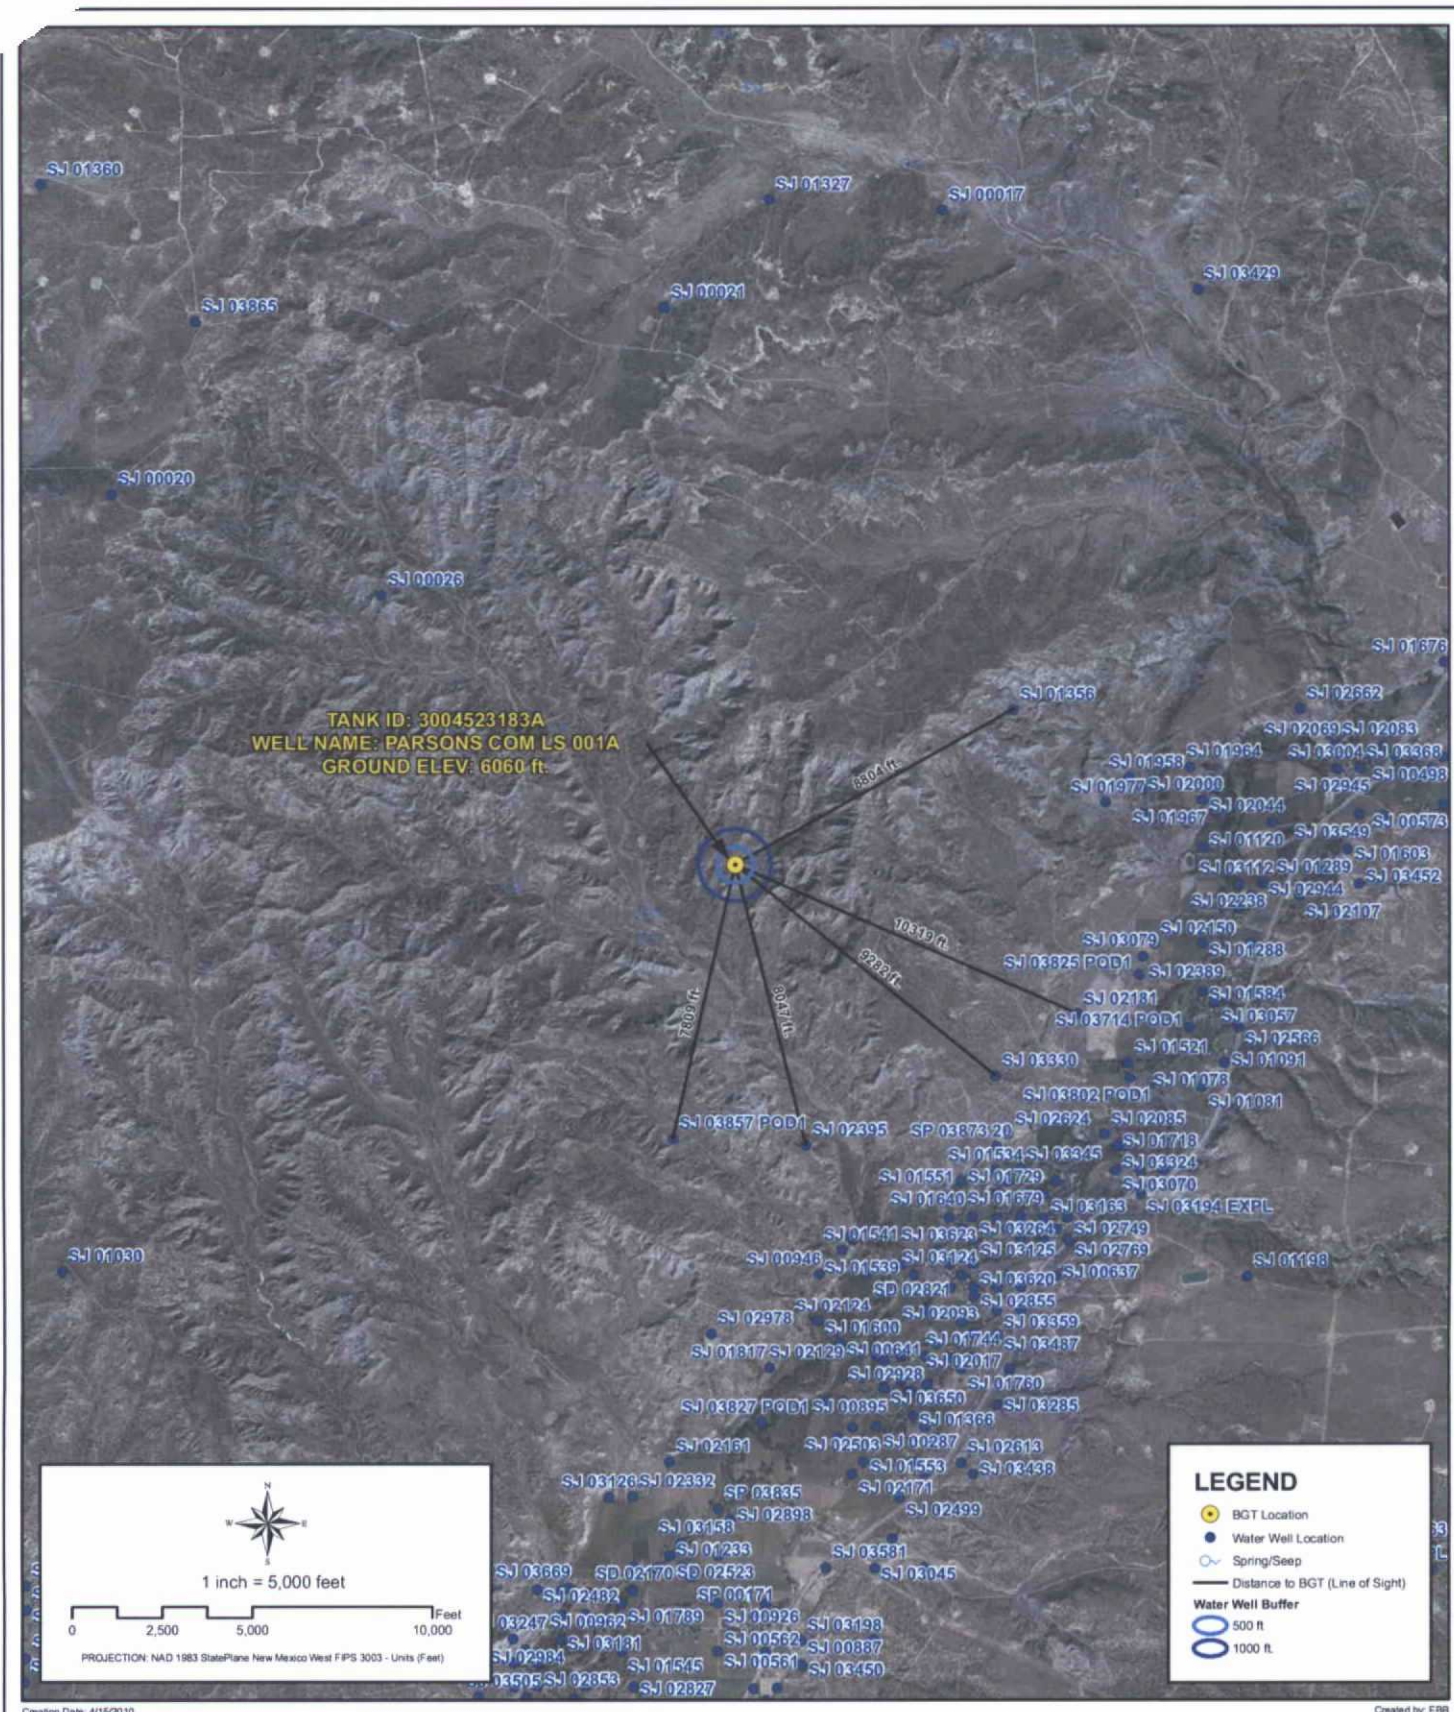 SJ 01360
SJ 01327
SJ 00017
SJ 03429
SJ 00021
SJ 03865
SJ 00020
SJ 00026
SJ 01676
SJ 01356
SJ 02662
TANK ID: 3004523183A
WELL NAME: PARSONS COM LS 001A
GROUND ELEV: 6060 ft.
SJ 02069 SJ 02083
SJ 01958 SJ 01964 SJ 03004 SJ 03368
8804 ft.
SJ 00498
SJ 01977 SJ 02000 SJ 02945
SJ 02044
SJ 01967 SJ 00573
SJ 03549
SJ 01120
SJ 01603
SJ 03112 SJ 01289
SJ 03452
SJ 02944
SJ 02238 SJ 02107
SJ 02150
10319 ft.
SJ 03079 SJ 01288
SJ 03825 POD1
9282 ft.
SJ 02389
SJ 02181 SJ 01584
7809 ft.
8047 ft.
SJ 03714 POD1 SJ 03057
SJ 02566
SJ 01521
SJ 03330 SJ 01091
SJ 01078
SJ 03802 POD1
SJ 01081
SJ 03857 POD1 SJ 02395 SP 03873 20 SJ 02624 SJ 02085
SJ 01718
SJ 01534 SJ 03345
SJ 03324
SJ 01551 SJ 01729
SJ 03070
SJ 01640 SJ 01679
SJ 03163 SJ 03194 EXPL
SJ 01541 SJ 03623 SJ 03264 SJ 02749
SJ 03125 SJ 02769
SJ 01030
SJ 00946 SJ 03124
SJ 01539 SJ 00637 SJ 01198
SJ 03620
SD 02821
SJ 02855
SJ 02124 SJ 02093
SJ 02978 SJ 03359
SJ 01600
SJ 01744 SJ 03487
SJ 01817 SJ 02129 SJ 00641
SJ 02017
SJ 02928 SJ 01760
SJ 03650
SJ 03827 POD1 SJ 00895 SJ 03285
SJ 01366
SJ 02161 SJ 02503 SJ 00287 SJ 02613
SJ 01553 SJ 03438
SJ 03126 SJ 02332
SJ 02171
SP 03835
SJ 02898 SJ 02499
SJ 03158
SJ 01233 SJ 03581
SJ 03669 SD 02170 SD 02523 SJ 03045
SJ 02482 SP 00171
03247 SJ 00962 SJ 01789 SJ 00926
SJ 03198
SJ 03181 SJ 00562
SJ 00887
SJ 02984 SJ 01545 SJ 00561
SJ 03450
03505 SJ 02853
SJ 02827
N
W E
S
1 inch = 5,000 feet
Feet
0 2,500 5,000 10,000
PROJECTION: NAD 1983 StatePlane New Mexico West FIPS 3003 - Units (Feet)
LEGEND
BGT Location
Water Well Location
Spring/Seep
Distance to BGT (Line of Sight)
Water Well Buffer
500 ft
1000 ft.
Creation Date: 4/15/2010
Created by: EBB